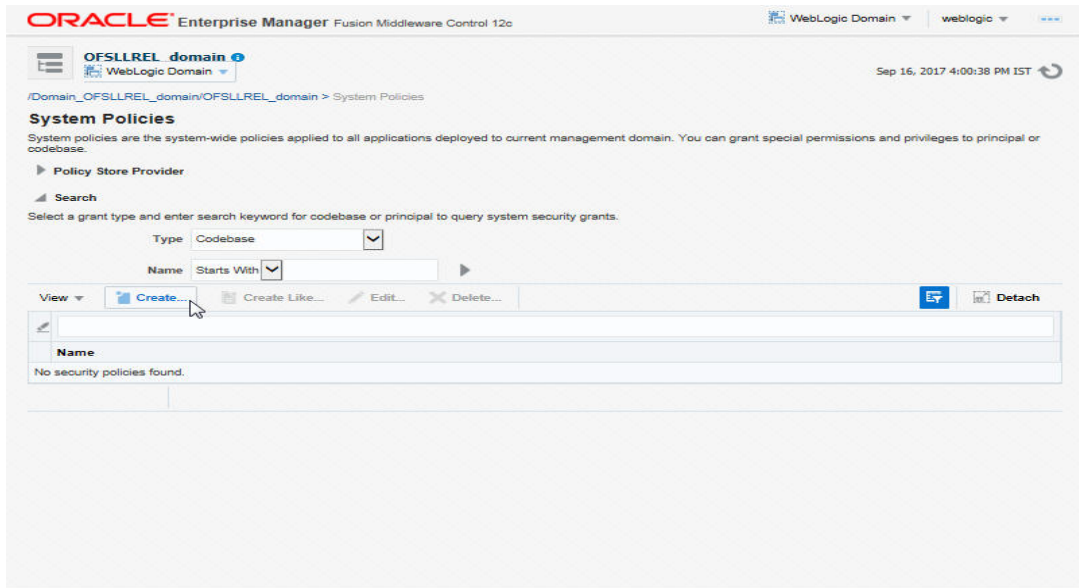 ORACLE Enterprise Manager Fusion Middleware Control 12c
WebLogic Domain
weblogic
OFSLLREL_domain
WebLogic Domain
Sep 16, 2017 4:00:38 PM IST
/Domain_OFSLLREL_domain/OFSLLREL_domain > System Policies
System Policies
System policies are the system-wide policies applied to all applications deployed to current management domain. You can grant special permissions and privileges to principal or
codebase.
Policy Store Provider
Search
Select a grant type and enter search keyword for codebase or principal to query system security grants.
Type Codebase
Name Starts With
View Create... Create Like... Edit... Delete... Detach
Name
No security policies found.